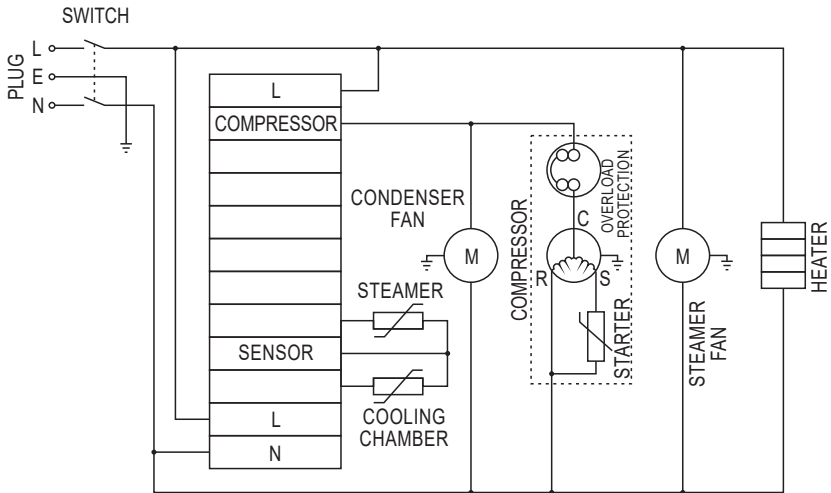 SWITCH
PLUG
L
E
N
L
COMPRESSOR
CONDENSER
FAN
M
COMPRESSOR
OVERLOAD
PROTECTION
C
R
S
STARTER
M
STEAMER
FAN
HEATER
STEAMER
SENSOR
COOLING
CHAMBER
L
N